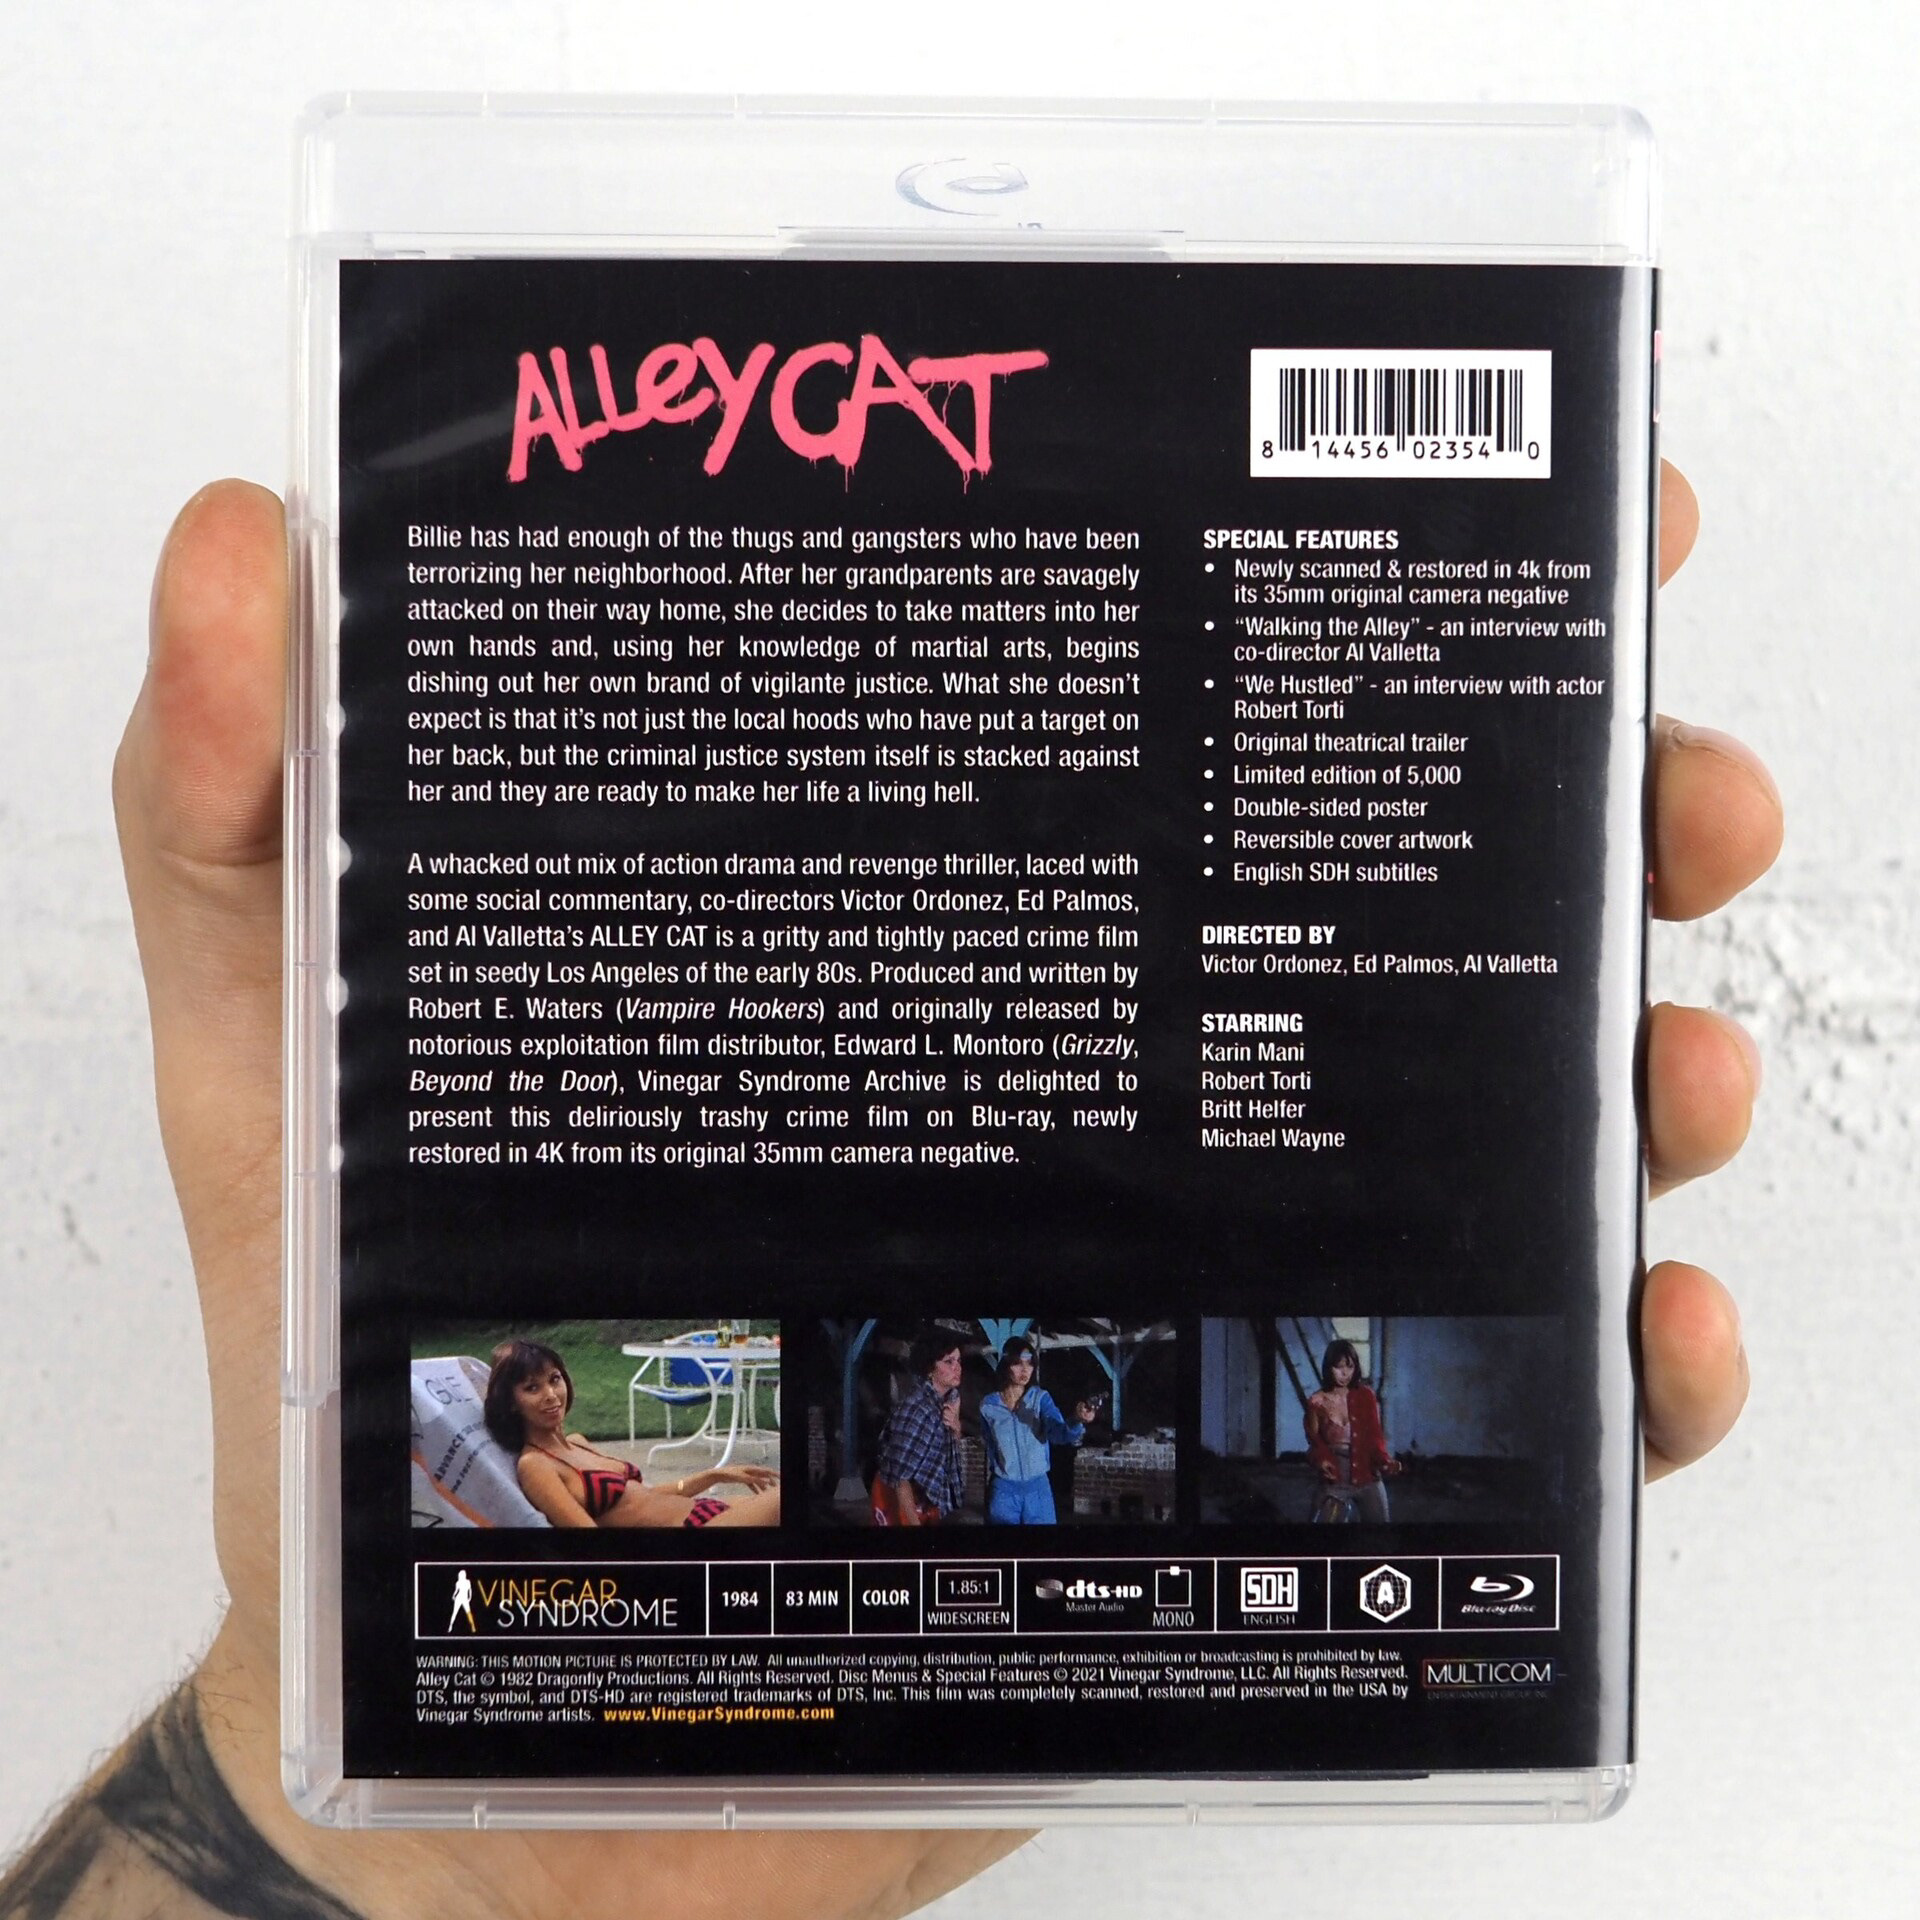 ALLEY CAT
8 14456 02354 0
Billie has had enough of the thugs and gangsters who have been
terrorizing her neighborhood. After her grandparents are savagely
attacked on their way home, she decides to take matters into her
own hands and, using her knowledge of martial arts, begins
dishing out her own brand of vigilante justice. What she doesn't
expect is that it's not just the local hoods who have put a target on
her back, but the criminal justice system itself is stacked against
her and they are ready to make her life a living hell.
A whacked out mix of action drama and revenge thriller, laced with
some social commentary, co-directors Victor Ordonez, Ed Palmos,
and Al Valletta's ALLEY CAT is a gritty and tightly paced crime film
set in seedy Los Angeles of the early 80s. Produced and written by
Robert E. Waters (Vampire Hookers) and originally released by
notorious exploitation film distributor, Edward L. Montoro (Grizzly,
Beyond the Door), Vinegar Syndrome Archive is delighted to
present this deliriously trashy crime film on Blu-ray, newly
restored in 4K from its original 35mm camera negative.
SPECIAL FEATURES
• Newly scanned & restored in 4k from
its 35mm original camera negative
• "Walking the Alley" - an interview with
co-director Al Valletta
• "We Hustled" - an interview with actor
Robert Torti
• Original theatrical trailer
• Limited edition of 5,000
• Double-sided poster
• Reversible cover artwork
• English SDH subtitles
DIRECTED BY
Victor Ordonez, Ed Palmos, Al Valletta
STARRING
Karin Mani
Robert Torti
Britt Helfer
Michael Wayne
VINEGAR
SYNDROME
1984
83 MIN
COLOR
1.85:1
WIDESCREEN
dts-HD
Master Audio
MONO
SDH
ENGLISH
A
Blu-ray Disc
WARNING: THIS MOTION PICTURE IS PROTECTED BY LAW. All unauthorized copying, distribution, public performance, exhibition or broadcasting is prohibited by law.
Alley Cat © 1982 Dragonfly Productions. All Rights Reserved. Disc Menus & Special Features © 2021 Vinegar Syndrome, LLC. All Rights Reserved.
DTS, the symbol, and DTS-HD are registered trademarks of DTS, Inc. This film was completely scanned, restored and preserved in the USA by
Vinegar Syndrome artists. www.VinegarSyndrome.com
MULTICOM